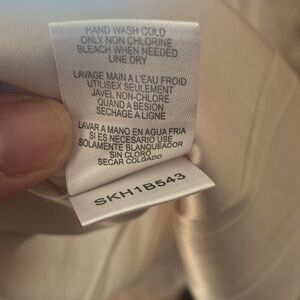 HAND WASH COLD
ONLY NON CHLORINE
BLEACH WHEN NEEDED
LINE DRY
LAVAGE MAIN A L'EAU FROID
UTILISEX SEULEMENT
JAVEL NON-CHLORE
QUAND A BESION
SECHAGE A LIGNE
LAVAR A MANO EN AGUA FRIA
SI ES NECESARIO USE
SOLAMENTE BLANQUEADOR
SIN CLORO
SECAR COLGADO
SKH1B543